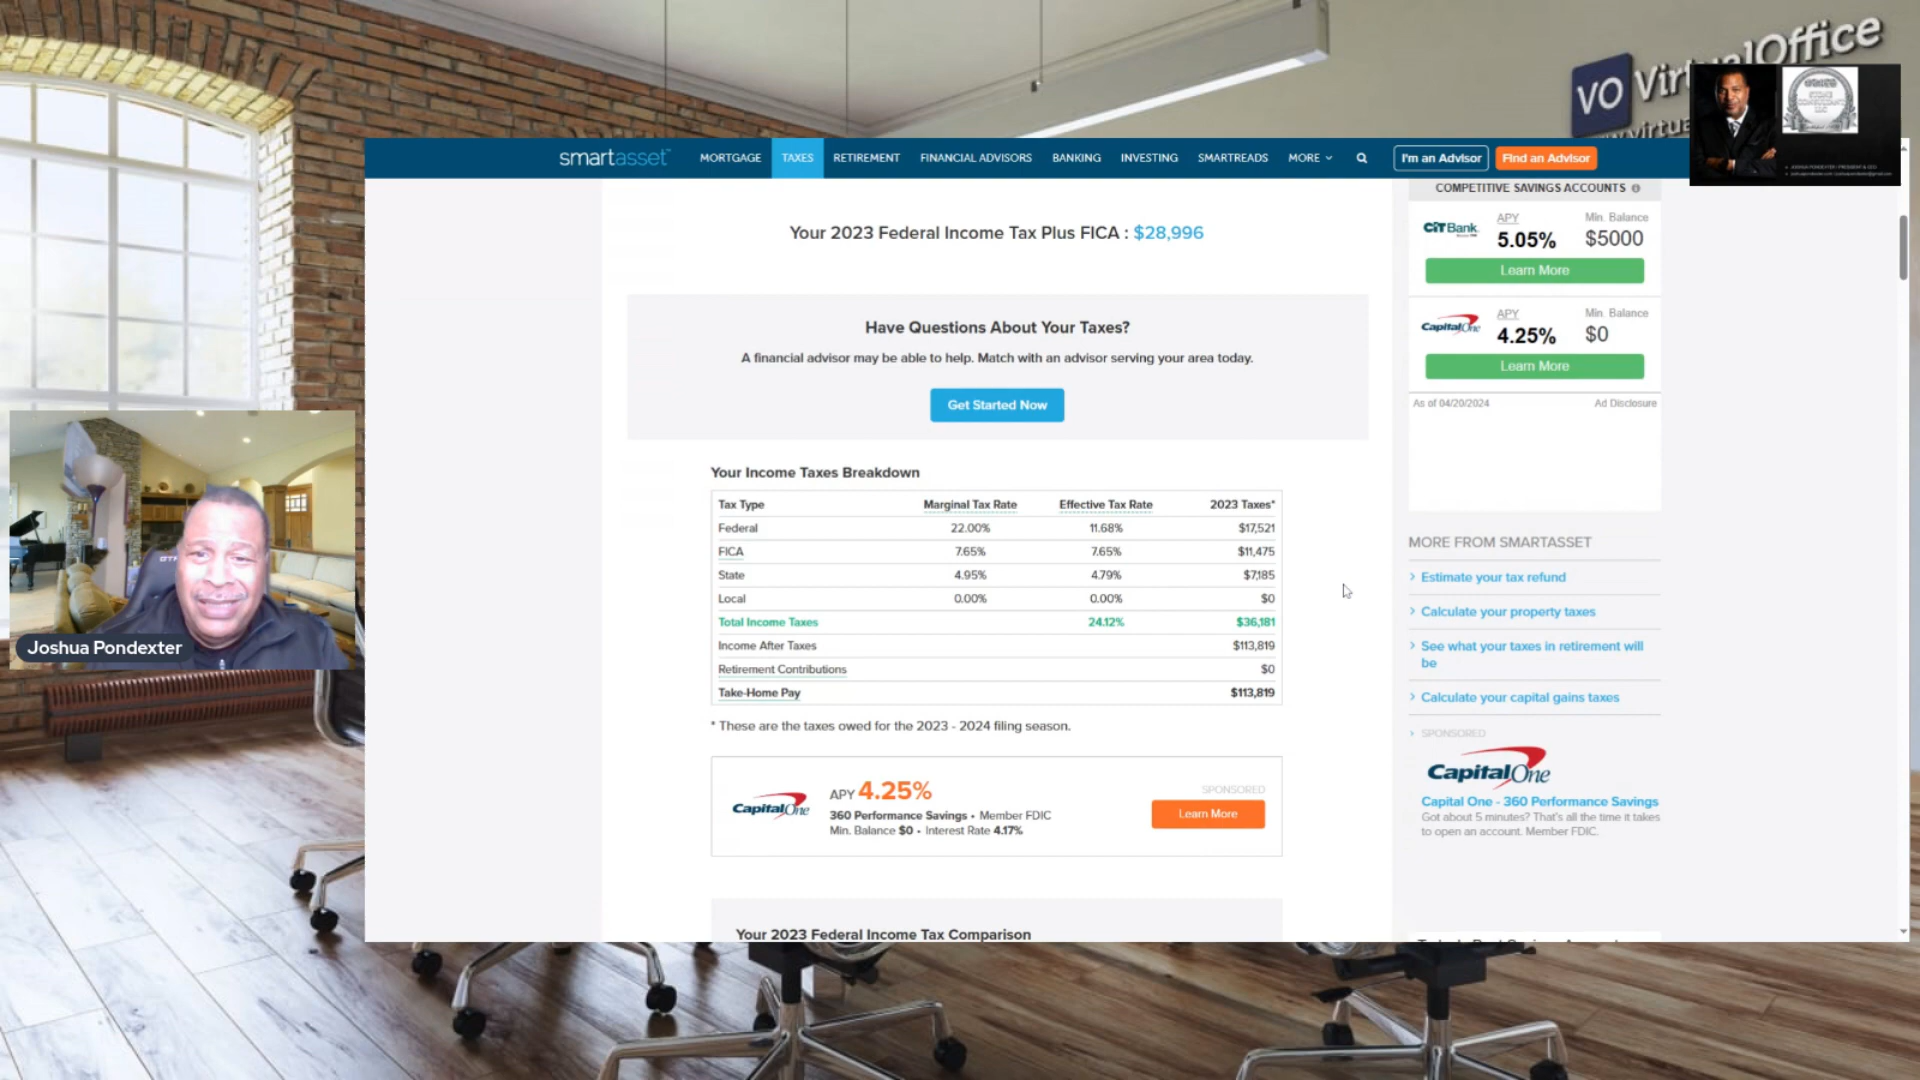 VO VirtualOffice
smartasset
MORTGAGE TAXES RETIREMENT FINANCIAL ADVISORS BANKING INVESTING SMARTREADS MORE I'm an Advisor Find an Advisor
Your 2023 Federal Income Tax Plus FICA : $28,996
Have Questions About Your Taxes?
A financial advisor may be able to help. Match with an advisor serving your area today.
Get Started Now
Your Income Taxes Breakdown
Tax Type Marginal Tax Rate Effective Tax Rate 2023 Taxes*
Federal 22.00% 11.68% $17,521
FICA 7.65% 7.65% $11,475
State 4.95% 4.79% $7,185
Local 0.00% 0.00% $0
Total Income Taxes 24.12% $36,181
Income After Taxes $113,819
Retirement Contributions $0
Take-Home Pay $113,819
* These are the taxes owed for the 2023 - 2024 filing season.
Capital One
APY 4.25%
360 Performance Savings • Member FDIC
Min. Balance $0 • Interest Rate 4.17%
SPONSORED
Learn More
Your 2023 Federal Income Tax Comparison
COMPETITIVE SAVINGS ACCOUNTS
CIT Bank
APY
5.05%
Min. Balance
$5000
Learn More
Capital One
APY
4.25%
Min. Balance
$0
Learn More
As of 04/20/2024 Ad Disclosure
MORE FROM SMARTASSET
Estimate your tax refund
Calculate your property taxes
See what your taxes in retirement will
be
Calculate your capital gains taxes
SPONSORED
Capital One
Capital One - 360 Performance Savings
Got about 5 minutes? That's all the time it takes
to open an account. Member FDIC.
Joshua Pondexter